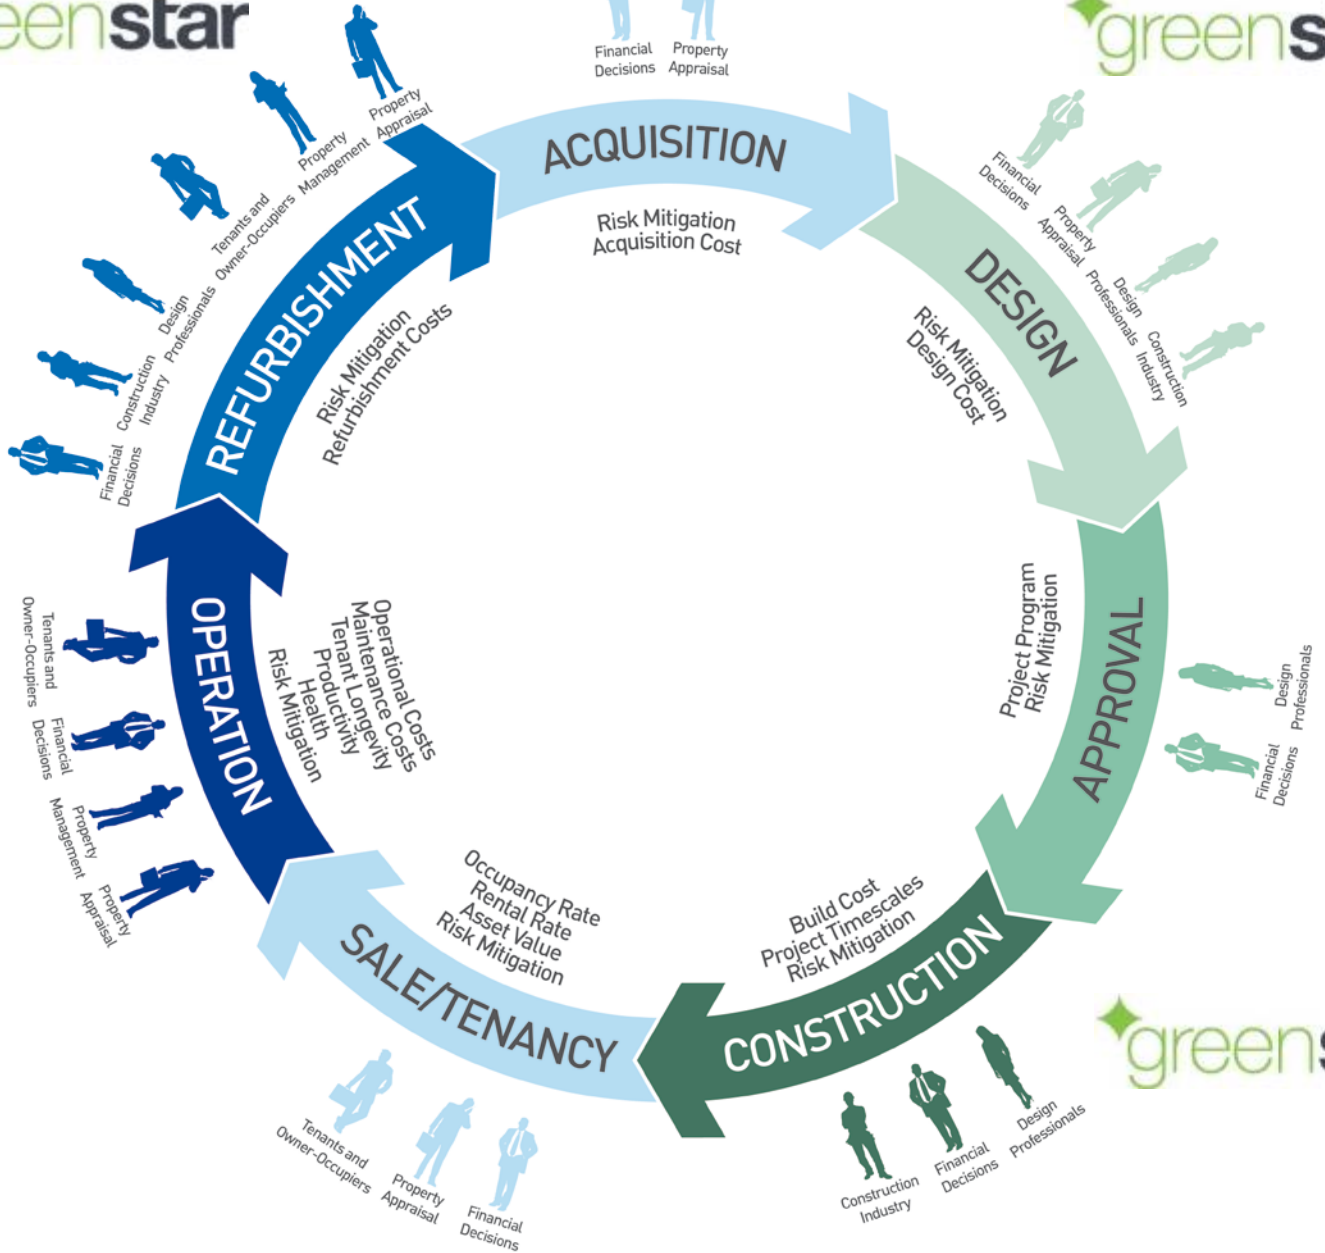 eenstar
greens
Financial
Decisions
Property
Appraisal
ACQUISITION
Risk Mitigation
Acquisition Cost
Financial
Decisions
Property
Appraisal
Design
Professionals
Construction
Industry
DESIGN
Risk Mitigation
Design Cost
APPROVAL
Project Program
Risk Mitigation
Design
Professionals
Financial
Decisions
CONSTRUCTION
Build Cost
Project Timescales
Risk Mitigation
Design
Professionals
Financial
Decisions
Construction
Industry
greens
SALE/TENANCY
Occupancy Rate
Rental Rate
Asset Value
Risk Mitigation
Financial
Decisions
Property
Appraisal
Tenants and
Owner-Occupiers
OPERATION
Operational Costs
Maintenance Costs
Tenant Longevity
Productivity
Health
Risk Mitigation
Property
Appraisal
Property
Management
Financial
Decisions
Tenants and
Owner-Occupiers
REFURBISHMENT
Risk Mitigation
Refurbishment Costs
Financial
Decisions
Construction
Industry
Design
Professionals
Tenants and
Owner-Occupiers
Property
Management
Property
Appraisal